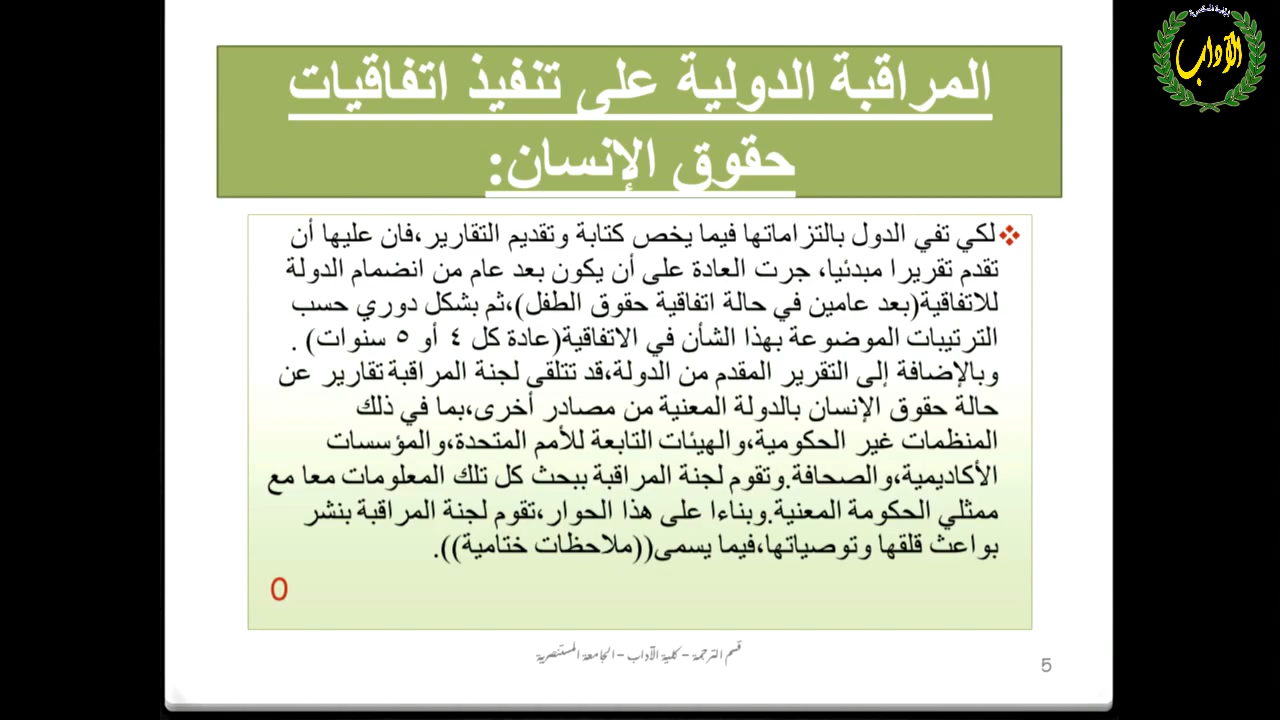 الآداب
المراقبة الدولية على تنفيذ اتفاقيات
حقوق الإنسان:
لكي تفي الدول بالتزاماتها فيما يخص كتابة وتقديم التقارير،فان عليها أن
تقدم تقريرا مبدئيا، جرت العادة على أن يكون بعد عام من انضمام الدولة
للاتفاقية(بعد عامين في حالة اتفاقية حقوق الطفل)،ثم بشكل دوري حسب
الترتيبات الموضوعة بهذا الشأن في الاتفاقية(عادة كل ٤ أو ٥ سنوات) .
وبالإضافة إلى التقرير المقدم من الدولة،قد تتلقى لجنة المراقبة تقارير عن
حالة حقوق الإنسان بالدولة المعنية من مصادر أخرى،بما في ذلك
المنظمات غير الحكومية،والهيئات التابعة للأمم المتحدة،والمؤسسات
الأكاديمية،والصحافة.وتقوم لجنة المراقبة ببحث كل تلك المعلومات معا مع
ممثلي الحكومة المعنية.وبناءا على هذا الحوار،تقوم لجنة المراقبة بنشر
بواعث قلقها وتوصياتها،فيما يسمى((ملاحظات ختامية)).
0
قسم الترجمة – كلية الآداب – الجامعة المستنصرية
5